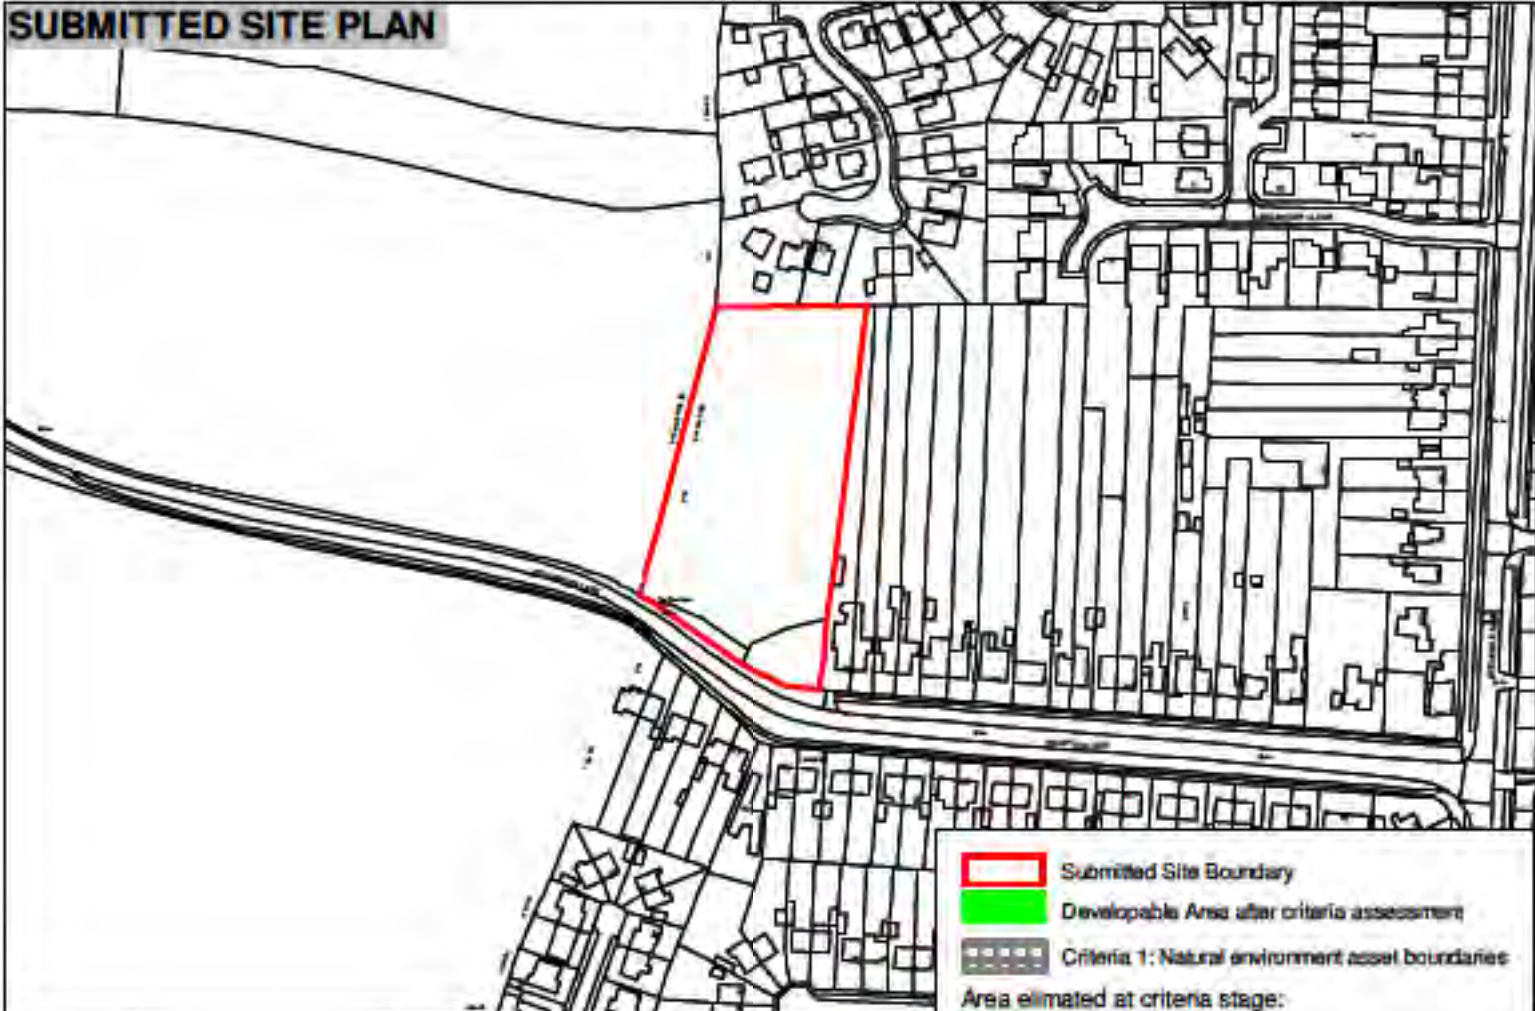 SUBMITTED SITE PLAN
Submitted Site Boundary
Developable Area after criteria assessment
Criteria 1: Natural environment asset boundaries
Area elimated at criteria stage: